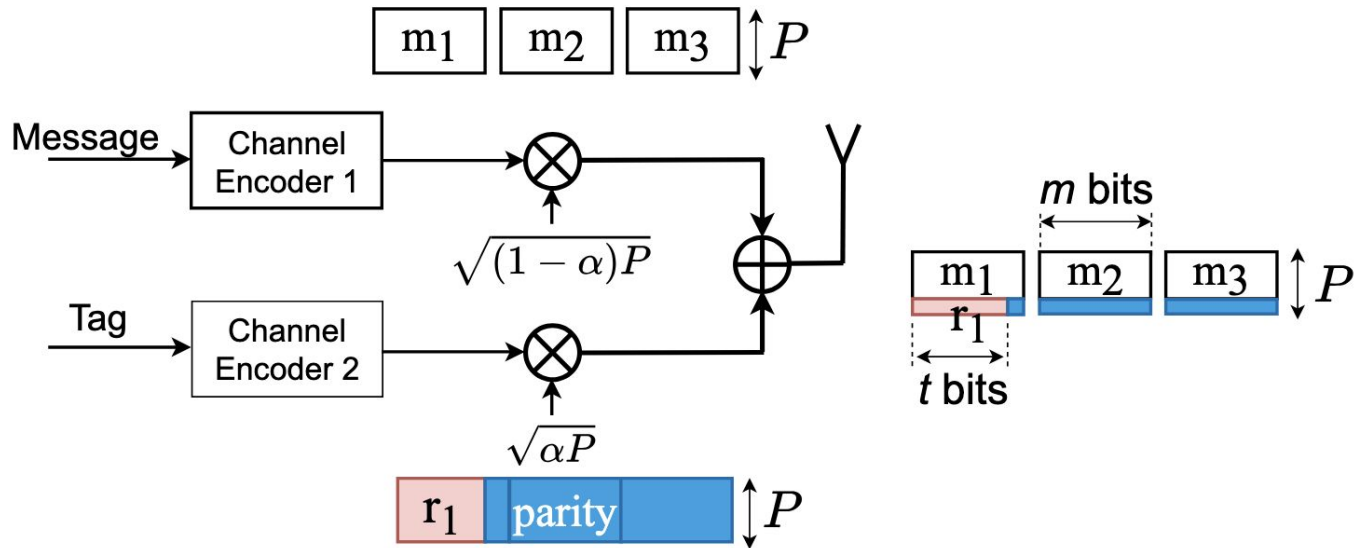 m₁ m₂ m₃ P
Message
Channel
Encoder 1
√(1 − α)P
m bits
m₁ m₂ m₃ P
r₁
t bits
Tag
Channel
Encoder 2
√αP
r₁ parity P